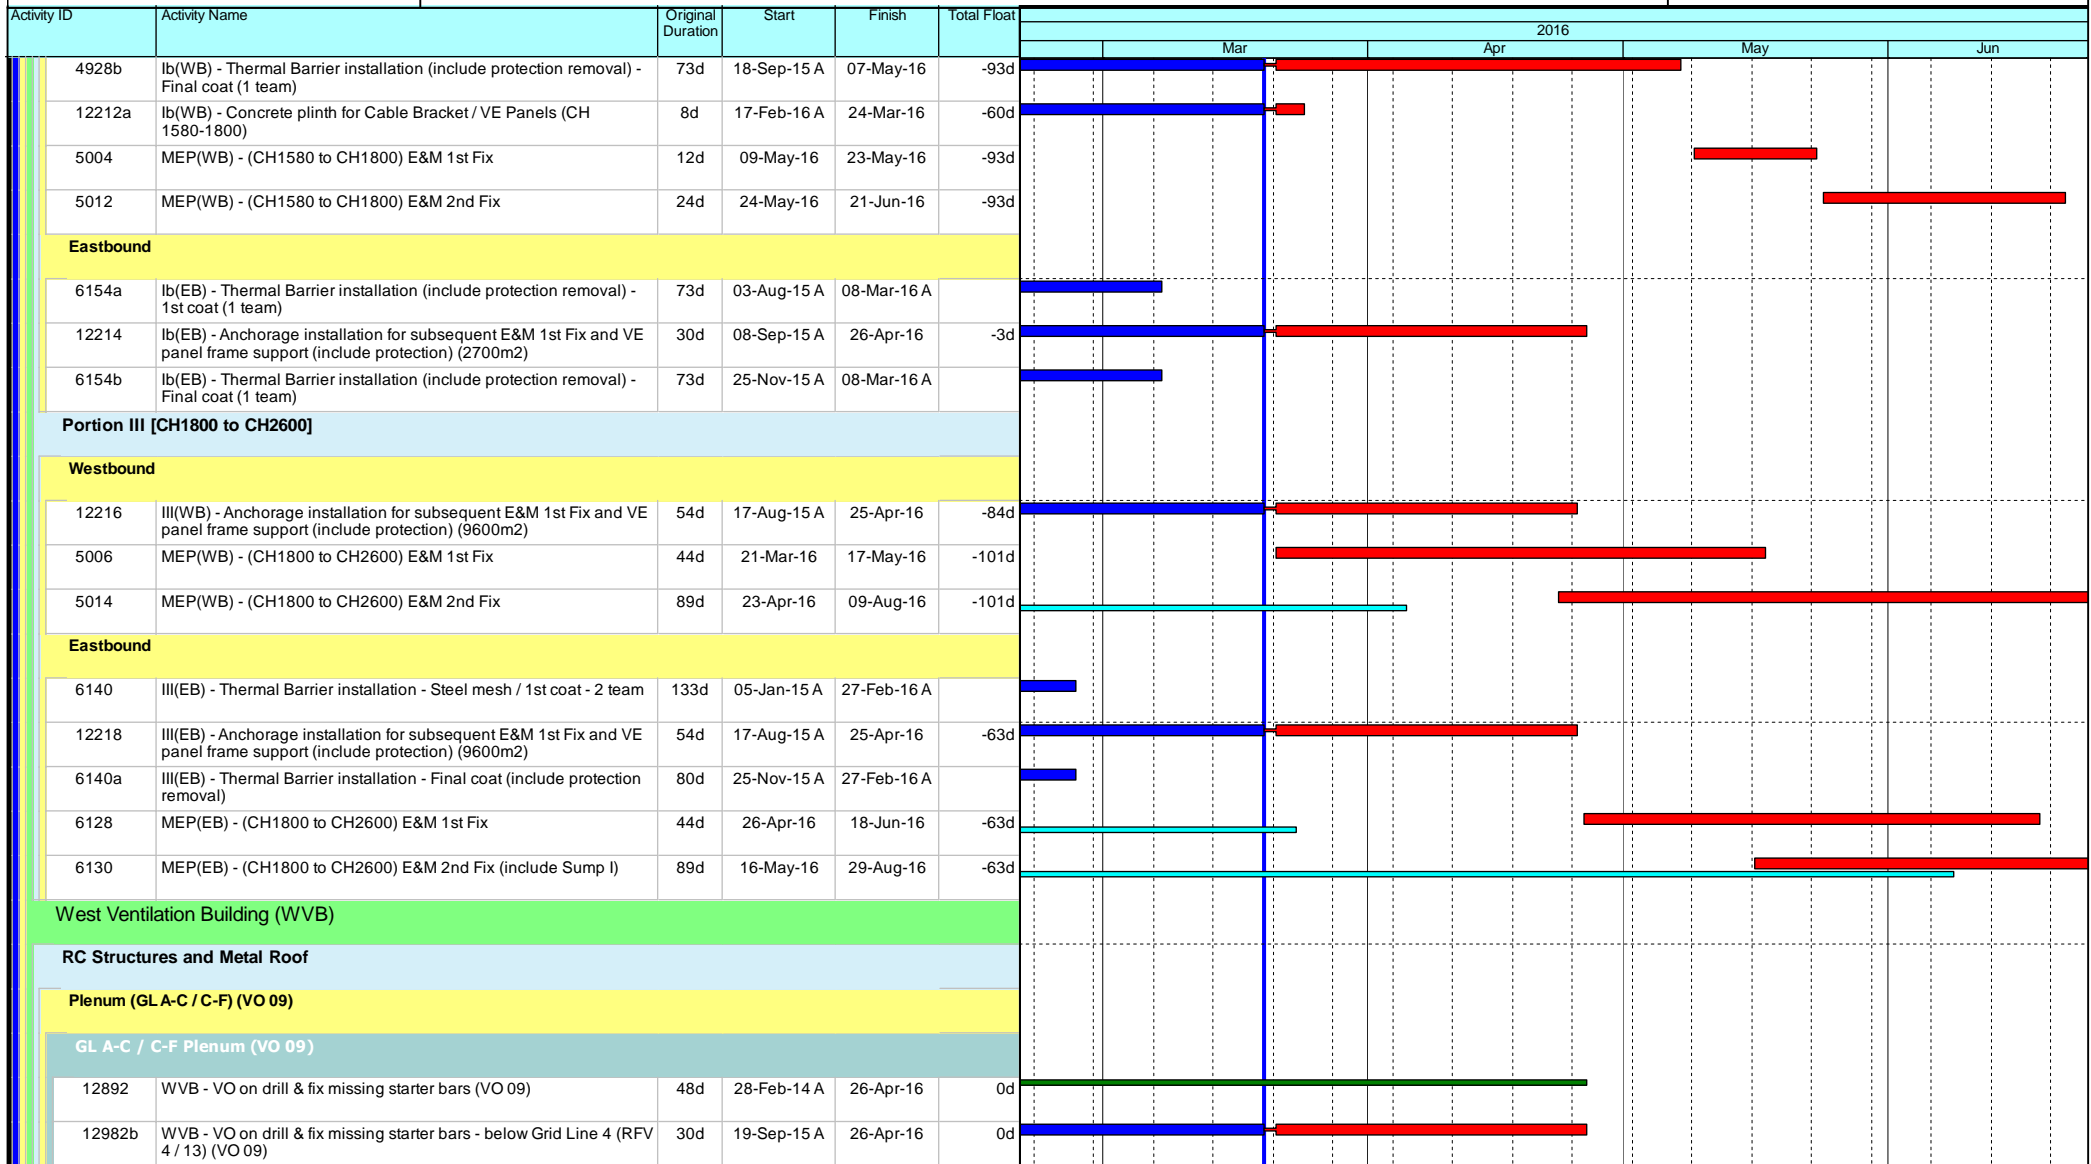 Activity ID Activity Name Original Start Finish Total Float
Duration
2016
Mar Apr May Jun
4928b Ib(WB) - Thermal Barrier installation (include protection removal) - 73d 18-Sep-15 A 07-May-16 -93d
Final coat (1 team)
12212a Ib(WB) - Concrete plinth for Cable Bracket / VE Panels (CH 8d 17-Feb-16 A 24-Mar-16 -60d
1580-1800)
5004 MEP(WB) - (CH1580 to CH1800) E&M 1st Fix 12d 09-May-16 23-May-16 -93d
5012 MEP(WB) - (CH1580 to CH1800) E&M 2nd Fix 24d 24-May-16 21-Jun-16 -93d
Eastbound
6154a Ib(EB) - Thermal Barrier installation (include protection removal) - 73d 03-Aug-15 A 08-Mar-16 A
1st coat (1 team)
12214 Ib(EB) - Anchorage installation for subsequent E&M 1st Fix and VE 30d 08-Sep-15 A 26-Apr-16 -3d
panel frame support (include protection) (2700m2)
6154b Ib(EB) - Thermal Barrier installation (include protection removal) - 73d 25-Nov-15 A 08-Mar-16 A
Final coat (1 team)
Portion III [CH1800 to CH2600]
Westbound
12216 III(WB) - Anchorage installation for subsequent E&M 1st Fix and VE 54d 17-Aug-15 A 25-Apr-16 -84d
panel frame support (include protection) (9600m2)
5006 MEP(WB) - (CH1800 to CH2600) E&M 1st Fix 44d 21-Mar-16 17-May-16 -101d
5014 MEP(WB) - (CH1800 to CH2600) E&M 2nd Fix 89d 23-Apr-16 09-Aug-16 -101d
Eastbound
6140 III(EB) - Thermal Barrier installation - Steel mesh / 1st coat - 2 team 133d 05-Jan-15 A 27-Feb-16 A
12218 III(EB) - Anchorage installation for subsequent E&M 1st Fix and VE 54d 17-Aug-15 A 25-Apr-16 -63d
panel frame support (include protection) (9600m2)
6140a III(EB) - Thermal Barrier installation - Final coat (include protection 80d 25-Nov-15 A 27-Feb-16 A
removal)
6128 MEP(EB) - (CH1800 to CH2600) E&M 1st Fix 44d 26-Apr-16 18-Jun-16 -63d
6130 MEP(EB) - (CH1800 to CH2600) E&M 2nd Fix (include Sump I) 89d 16-May-16 29-Aug-16 -63d
West Ventilation Building (WVB)
RC Structures and Metal Roof
Plenum (GL A-C / C-F) (VO 09)
GL A-C / C-F Plenum (VO 09)
12892 WVB - VO on drill & fix missing starter bars (VO 09) 48d 28-Feb-14 A 26-Apr-16 0d
12982b WVB - VO on drill & fix missing starter bars - below Grid Line 4 (RFV 30d 19-Sep-15 A 26-Apr-16 0d
4 / 13) (VO 09)